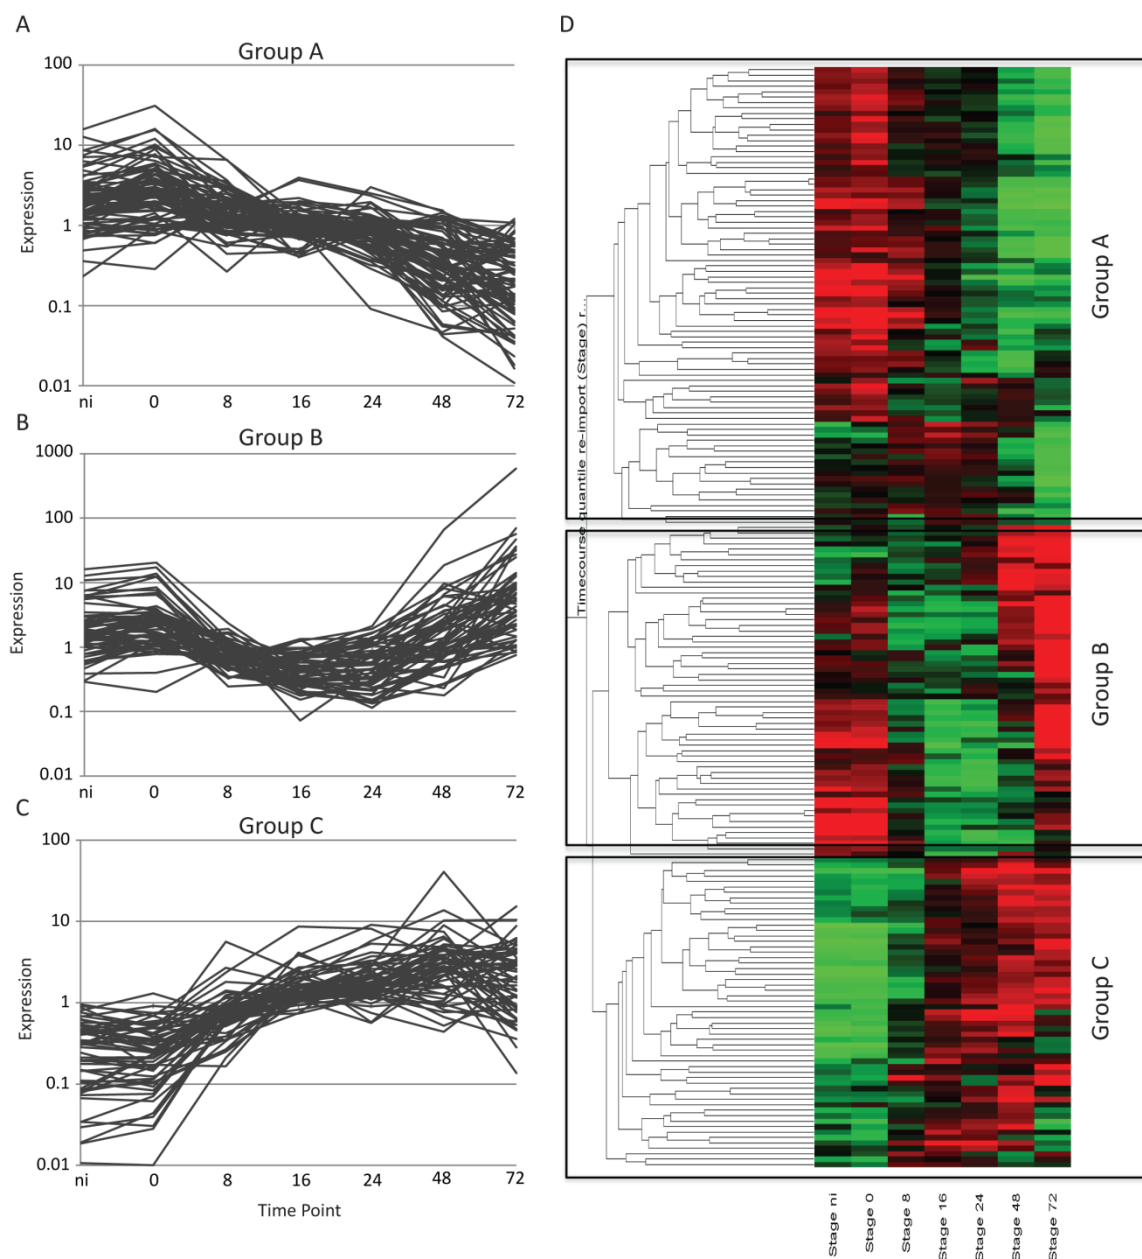 A
Group A
100
10
1
0.1
0.01
Expression
ni 0 8 16 24 48 72
B
Group B
1000
100
10
1
0.1
0.01
Expression
ni 0 8 16 24 48 72
C
Group C
100
10
1
0.1
0.01
Expression
ni 0 8 16 24 48 72
Time Point
D
Timecourse quantile re-import (Stage) r...
Group A
Group B
Group C
Stage ni
Stage 0
Stage 8
Stage 16
Stage 24
Stage 48
Stage 72